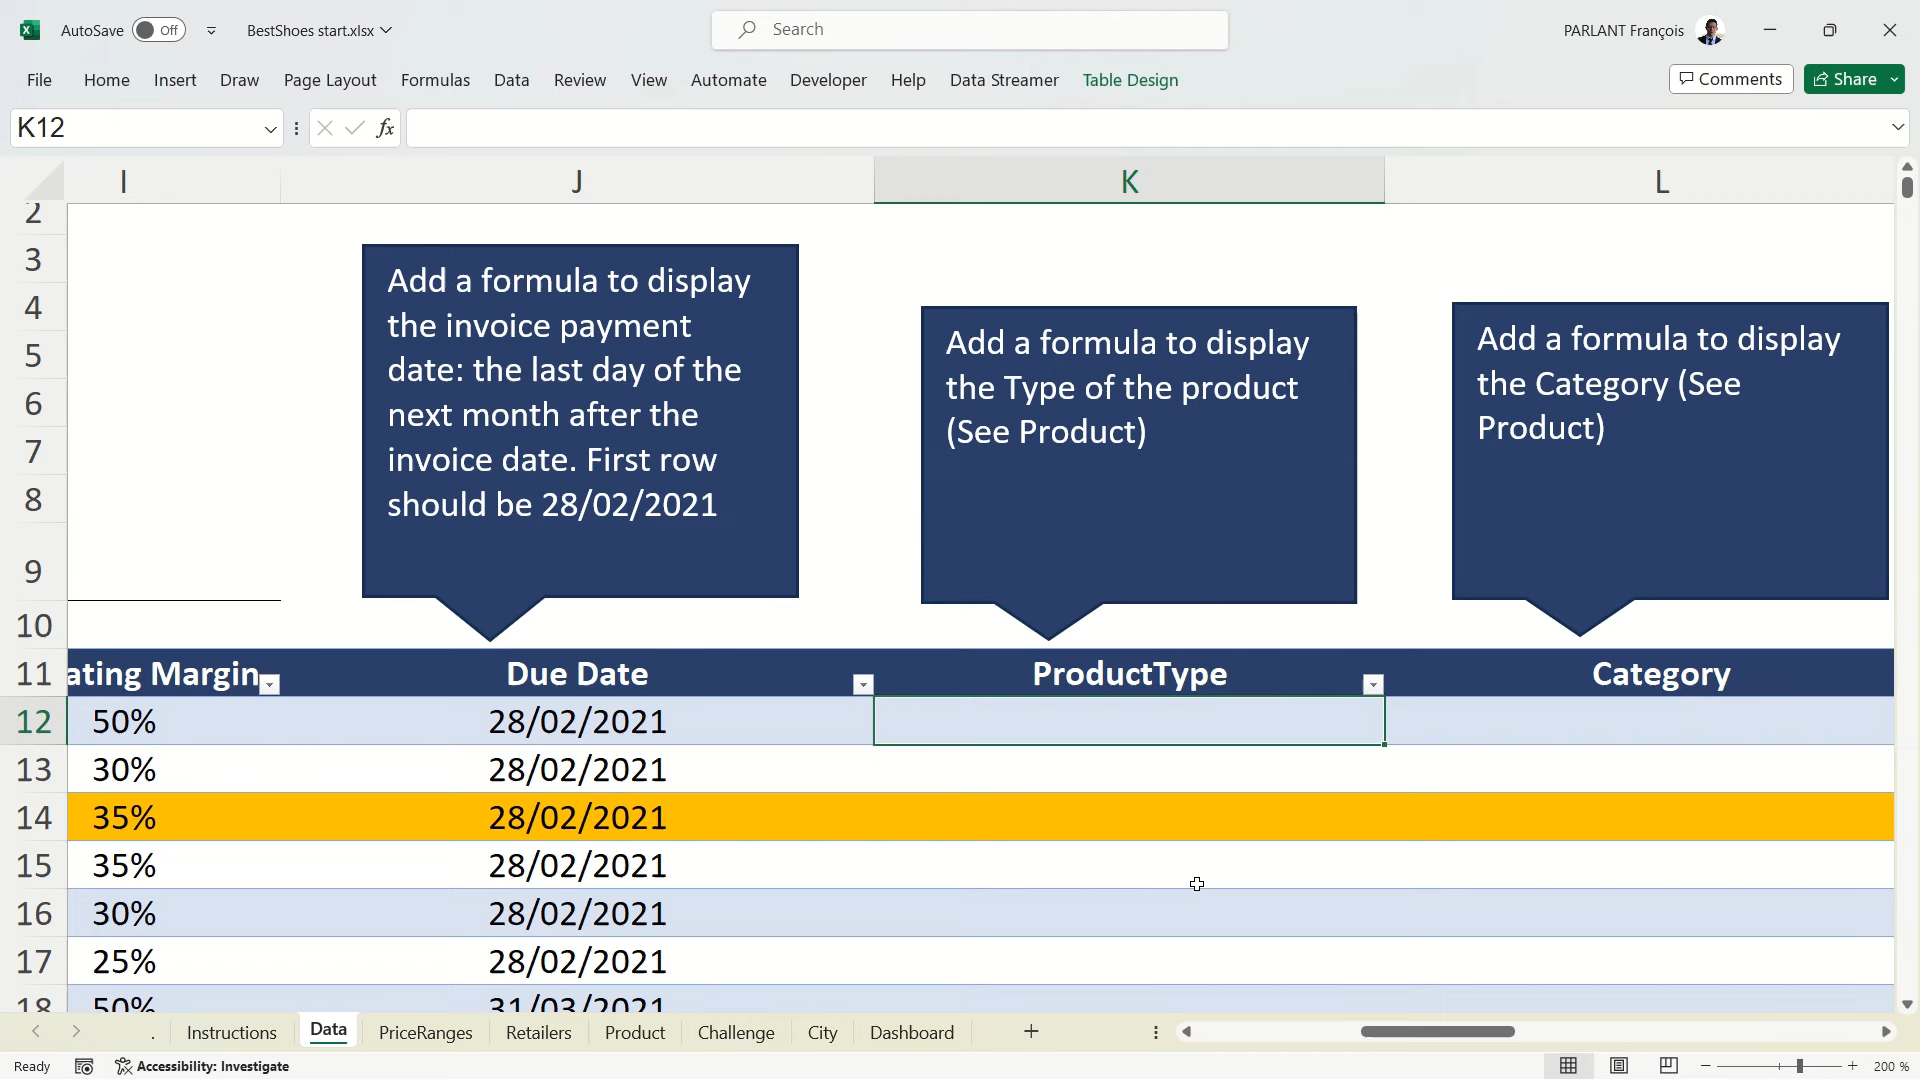 AutoSave Off BestShoes start.xlsx Search PARLANT François
File Home Insert Draw Page Layout Formulas Data Review View Automate Developer Help Data Streamer Table Design Comments Share
K12 fx
I J K L
2
3
4
5
6
7
8
9
10
Add a formula to display
the invoice payment
date: the last day of the
next month after the
invoice date. First row
should be 28/02/2021
Add a formula to display
the Type of the product
(See Product)
Add a formula to display
the Category (See
Product)
11 ating Margin Due Date ProductType Category
12 50% 28/02/2021
13 30% 28/02/2021
14 35% 28/02/2021
15 35% 28/02/2021
16 30% 28/02/2021
17 25% 28/02/2021
18 50% 31/03/2021
. Instructions Data PriceRanges Retailers Product Challenge City Dashboard
Ready Accessibility: Investigate 200 %